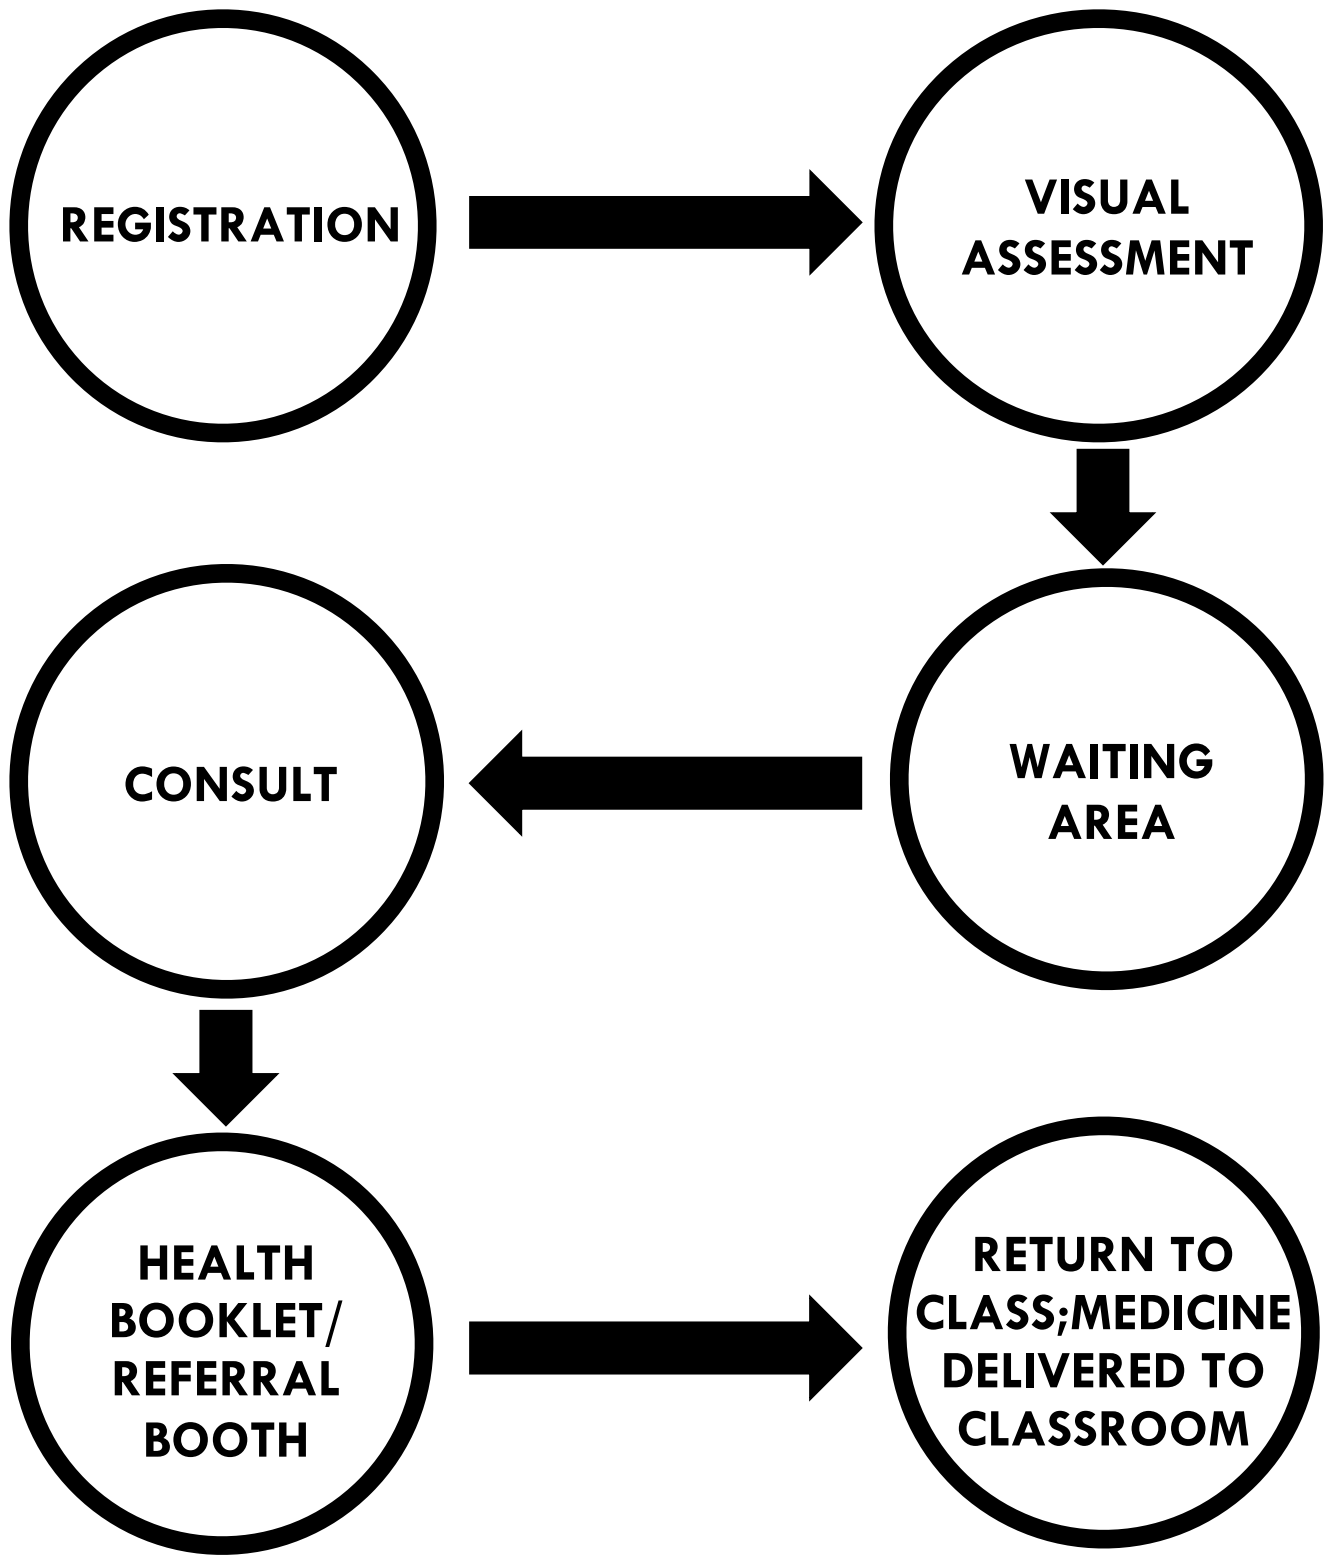 REGISTRATION
VISUAL
ASSESSMENT
WAITING
AREA
CONSULT
HEALTH
BOOKLET/
REFERRAL
BOOTH
RETURN TO
CLASS;MEDICINE
DELIVERED TO
CLASSROOM